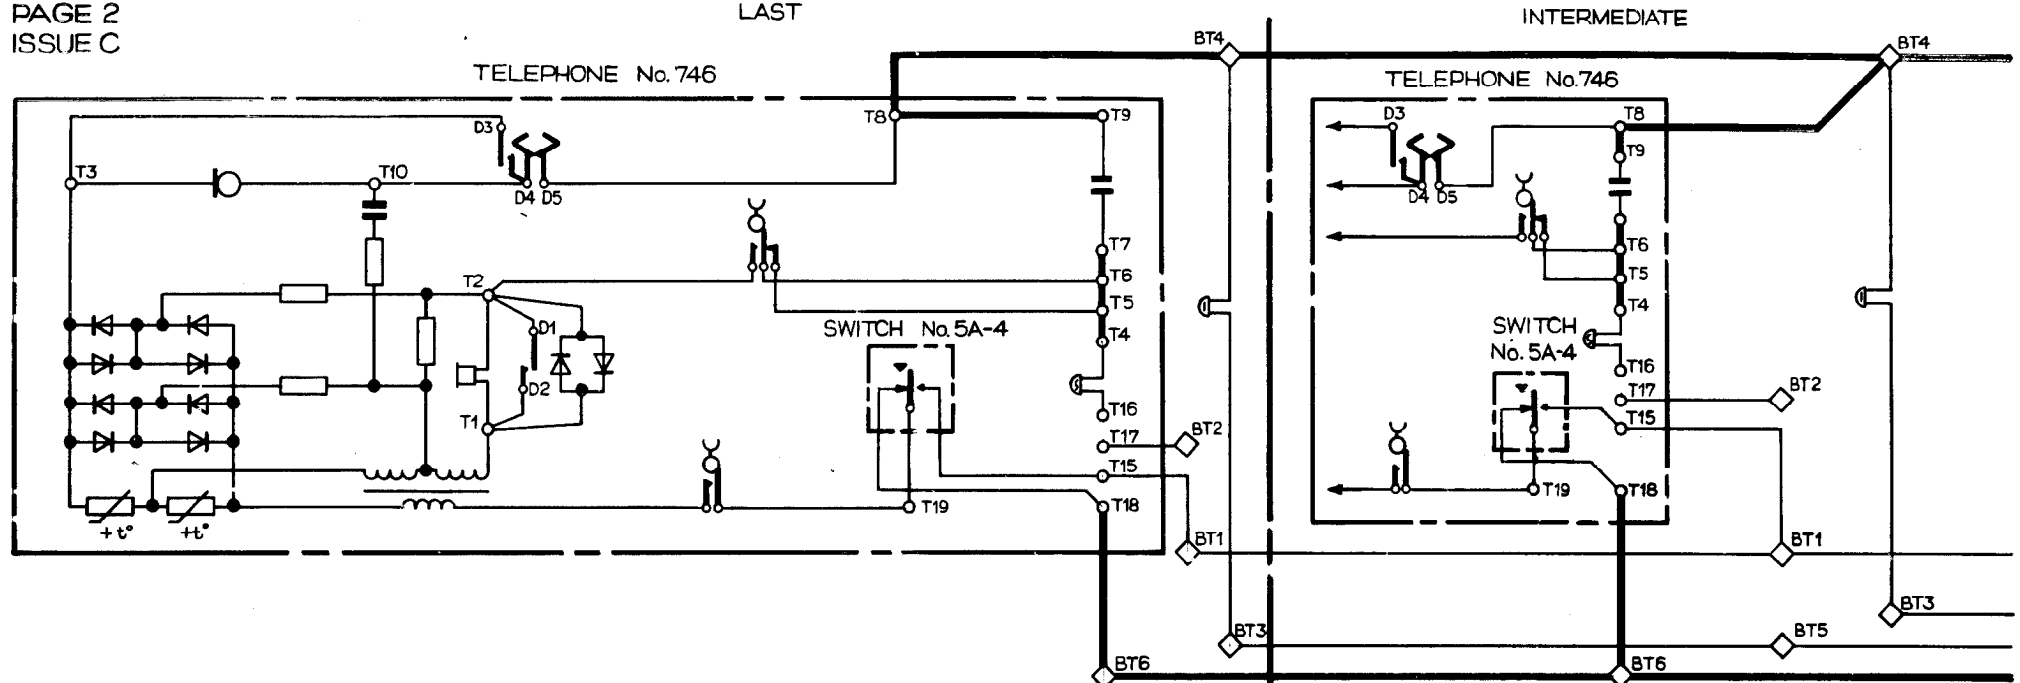 PAGE 2
ISSUE C
LAST
INTERMEDIATE
TELEPHONE No. 746
BT4
TELEPHONE No. 746
BT4
D3
T8
T9
T3
T10
D4 D5
T7
T2
T6
T5
D1
SWITCH No. 5A-4
T4
D2
T1
T16
T17
BT2
T15
T19
T18
+t°
+t°
BT1
BT3
BT6
D3
T8
T9
D4 D5
T6
T5
T4
SWITCH
No. 5A-4
T16
T17
BT2
T15
T19
T18
BT1
BT3
BT5
BT6